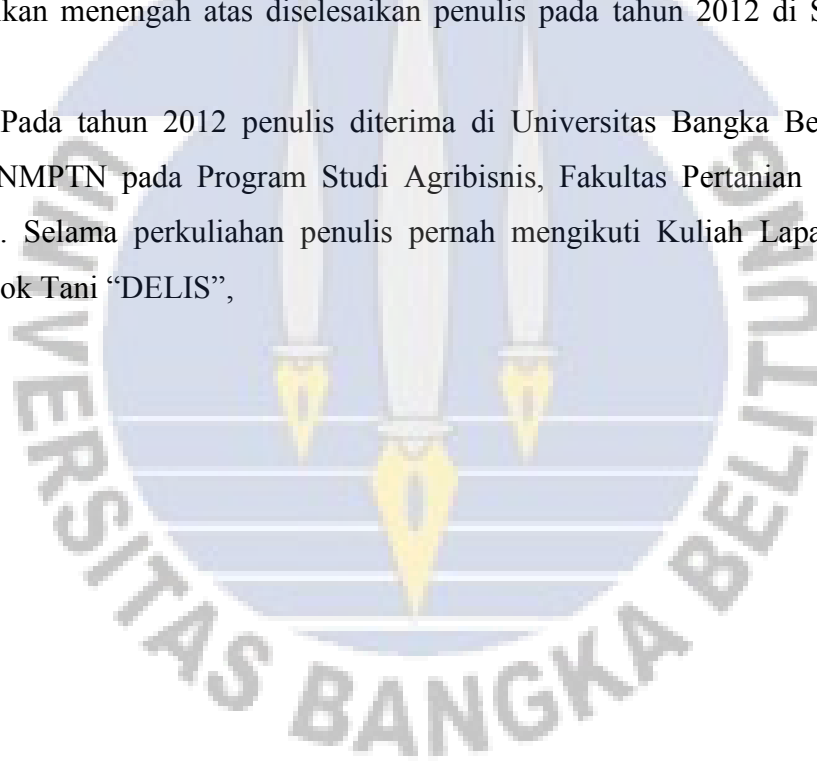 kan menengah atas diselesaikan penulis pada tahun 2012 di S
Pada tahun 2012 penulis diterima di Universitas Bangka Be
NMPTN pada Program Studi Agribisnis, Fakultas Pertanian
. Selama perkuliahan penulis pernah mengikuti Kuliah Lapa
ok Tani “DELIS”,
UNIVERSITAS BANGKA BELITUNG